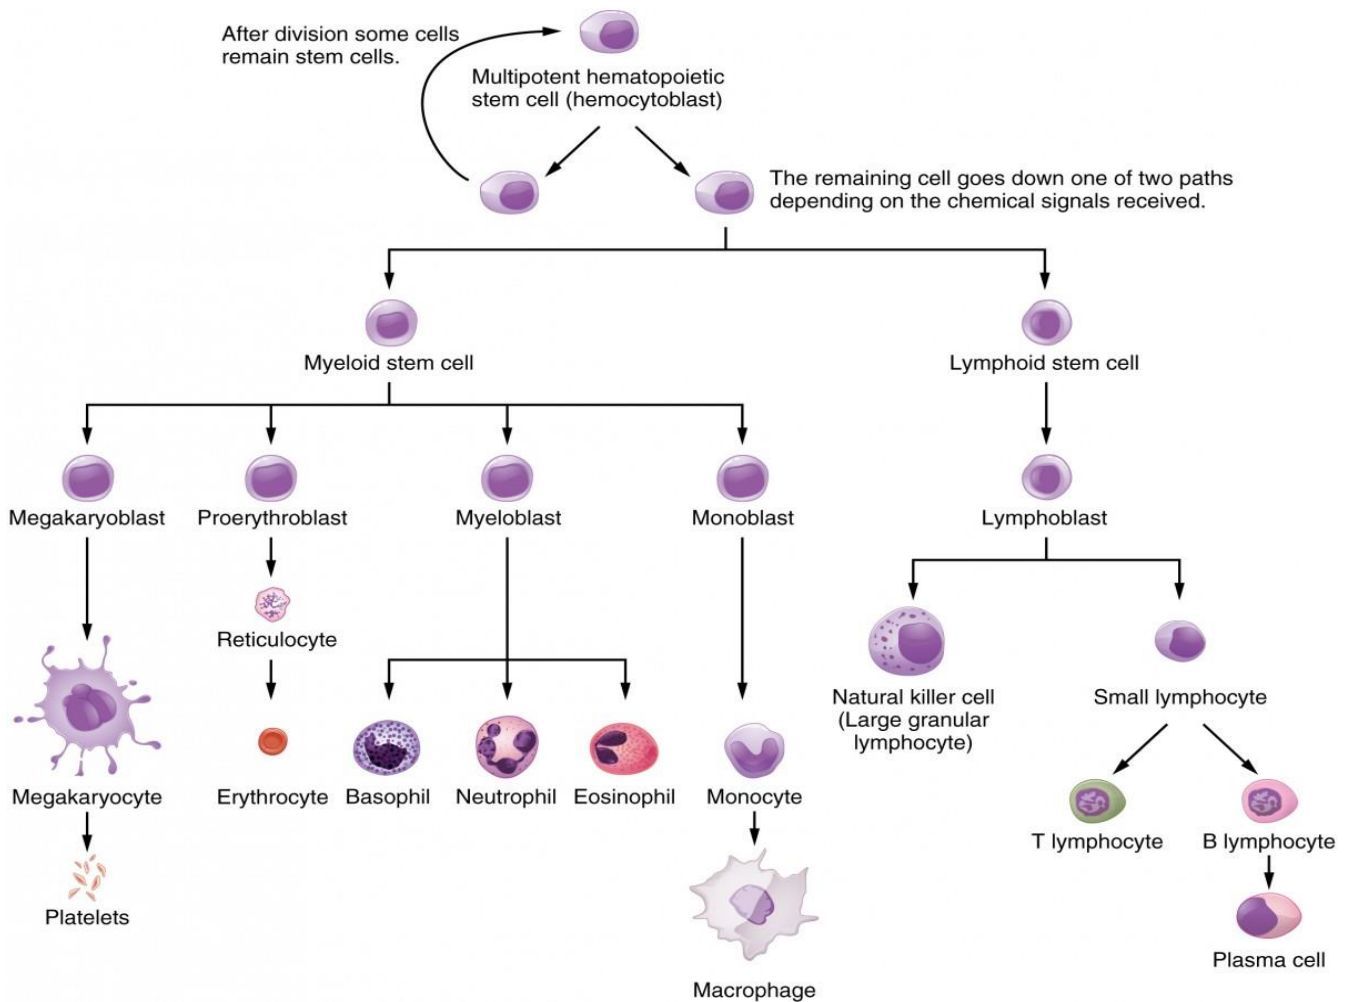 After division some cells
remain stem cells.
Multipotent hematopoietic
stem cell (hemocytoblast)
The remaining cell goes down one of two paths
depending on the chemical signals received.
Myeloid stem cell
Lymphoid stem cell
Megakaryoblast
Proerythroblast
Myeloblast
Monoblast
Lymphoblast
Reticulocyte
Natural killer cell
(Large granular
lymphocyte)
Small lymphocyte
Megakaryocyte
Erythrocyte
Basophil
Neutrophil
Eosinophil
Monocyte
T lymphocyte
B lymphocyte
Platelets
Plasma cell
Macrophage